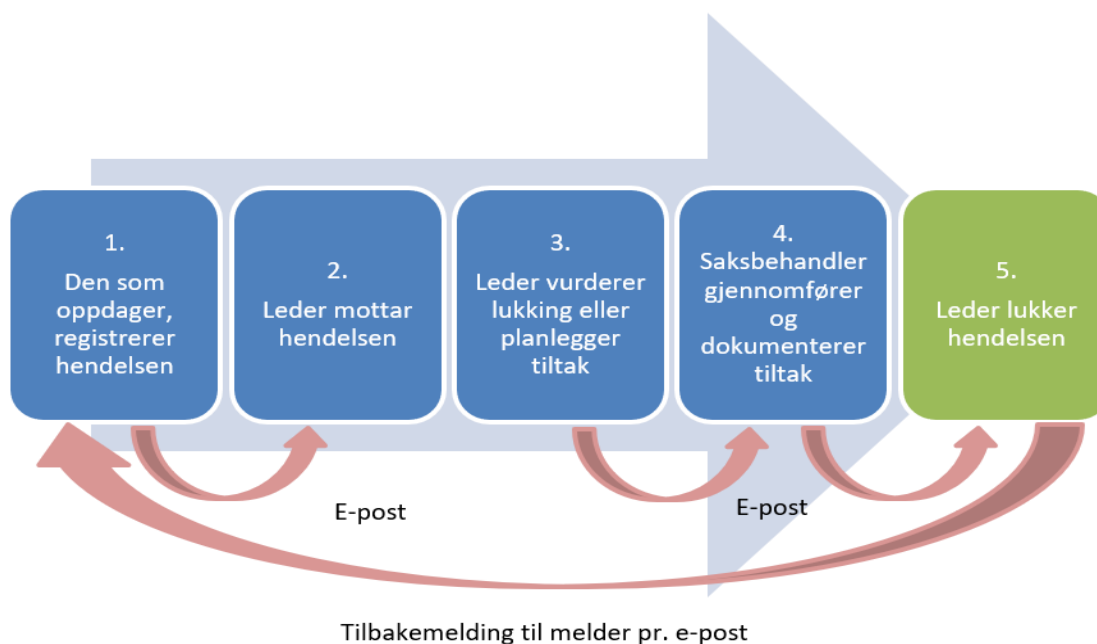 1.
Den som
oppdager,
registrerer
hendelsen
2.
Leder mottar
hendelsen
3.
Leder vurderer
lukking eller
planlegger
tiltak
4.
Saksbehandler
gjennomfører
og
dokumenterer
tiltak
5.
Leder lukker
hendelsen
E-post
E-post
Tilbakemelding til melder pr. e-post